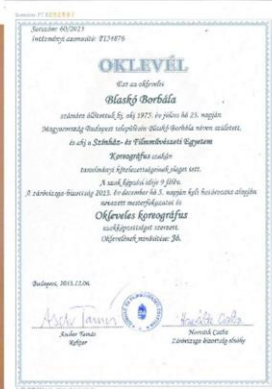 Sorszám: 60/2013
Intézményi azonosító: FI34876
OKLEVÉL
Ezt az oklevelet
Blaskó Borbála
számára állítottuk ki, aki 1975. év július hó 25. napján
Magyarország Budapest településén Blaskó Borbála néven született,
és aki a Színház- és Filmművészeti Egyetem
Koreográfus szakán
tanulmányi kötelezettségeinek eleget tett.
A szak képzési ideje 9 félév.
A záróvizsga-bizottság 2013. év december hó 5. napján kelt határozata alapján
nevezett mesterfokozatot és
Okleveles koreográfus
szakképzettséget szerzett.
Oklevelének minősítése: Jó.
Budapest, 2013.12.06.
Ascher Tamás
Rektor
Horváth Csaba
Záróvizsga-bizottság elnöke